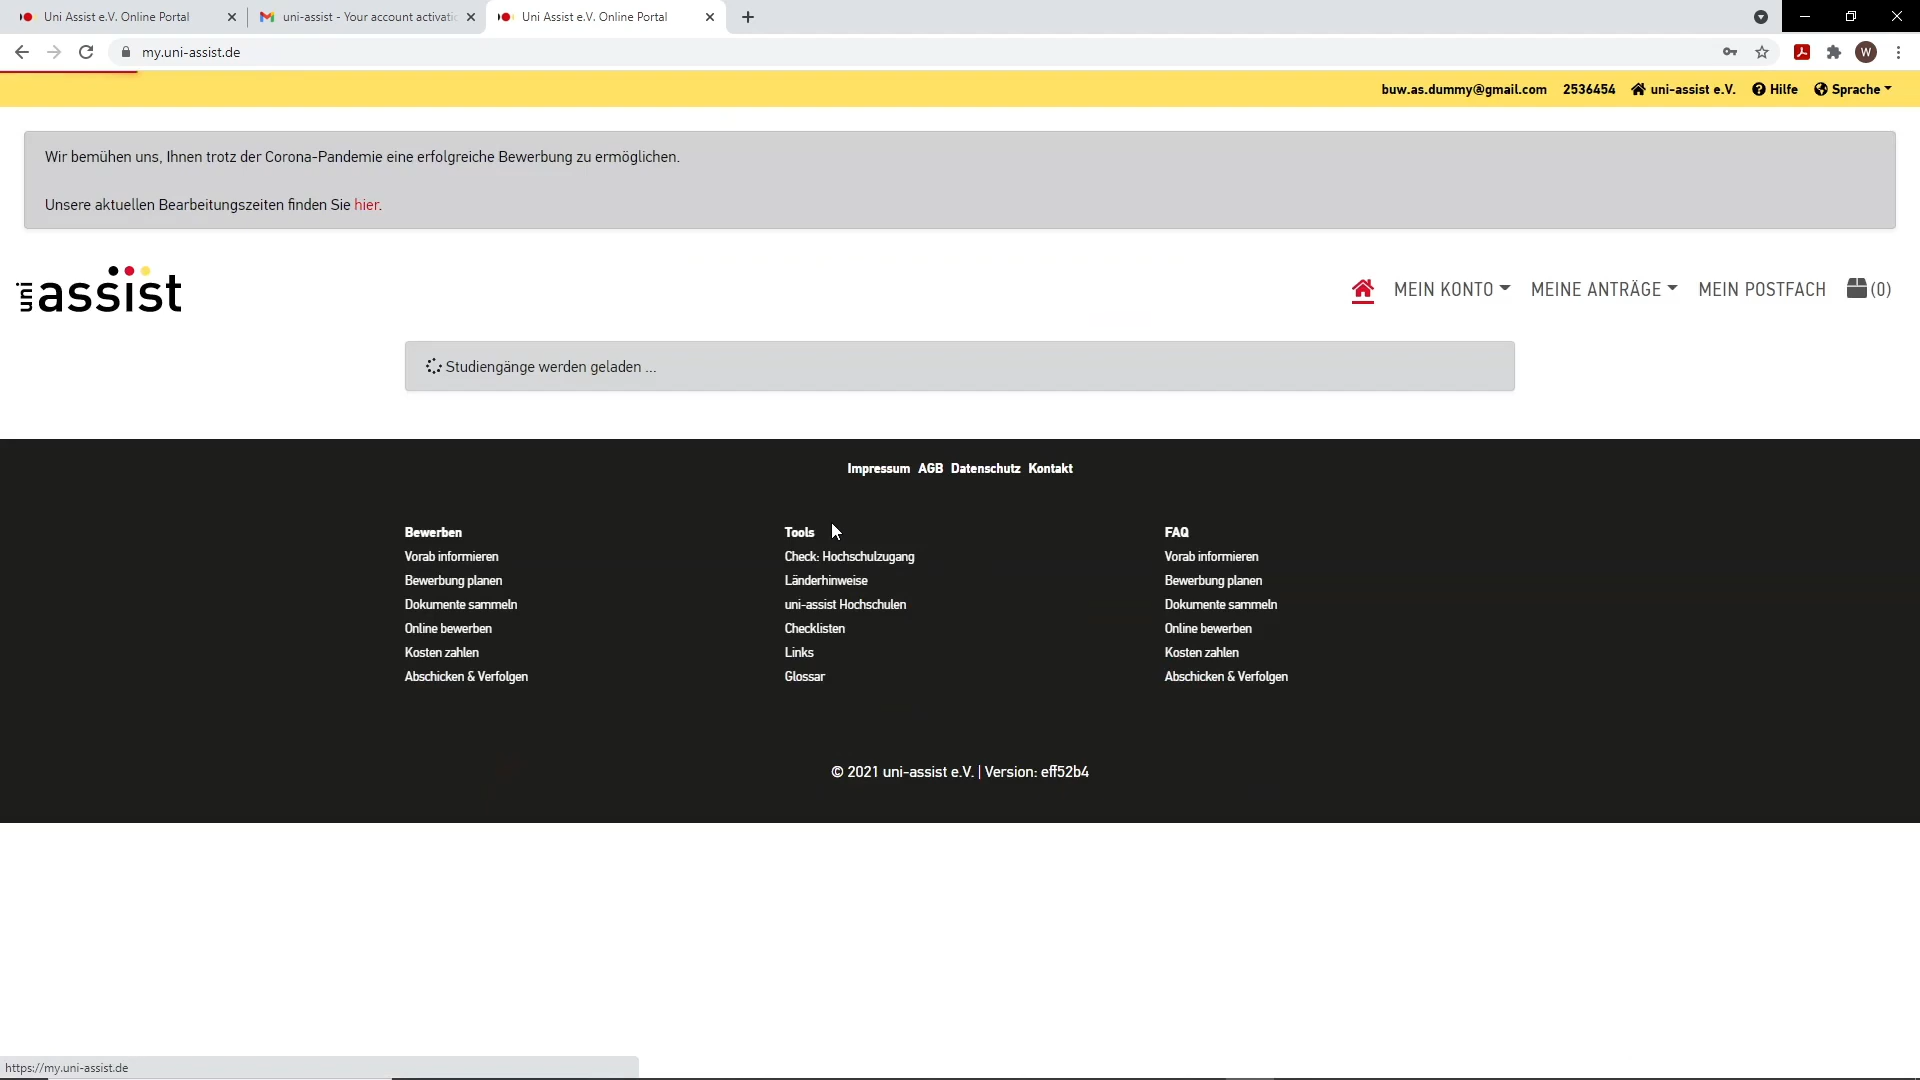 Uni Assist e.V. Online Portal
uni-assist - Your account activatio
Uni Assist e.V. Online Portal
my.uni-assist.de
W
buw.as.dummy@gmail.com 2536454 uni-assist e.V. Hilfe Sprache
Wir bemühen uns, Ihnen trotz der Corona-Pandemie eine erfolgreiche Bewerbung zu ermöglichen.
Unsere aktuellen Bearbeitungszeiten finden Sie hier.
uni assist
MEIN KONTO MEINE ANTRÄGE MEIN POSTFACH (0)
Studiengänge werden geladen ...
Impressum AGB Datenschutz Kontakt
Bewerben
Vorab informieren
Bewerbung planen
Dokumente sammeln
Online bewerben
Kosten zahlen
Abschicken & Verfolgen
Tools
Check: Hochschulzugang
Länderhinweise
uni-assist Hochschulen
Checklisten
Links
Glossar
FAQ
Vorab informieren
Bewerbung planen
Dokumente sammeln
Online bewerben
Kosten zahlen
Abschicken & Verfolgen
© 2021 uni-assist e.V. | Version: eff52b4
https://my.uni-assist.de